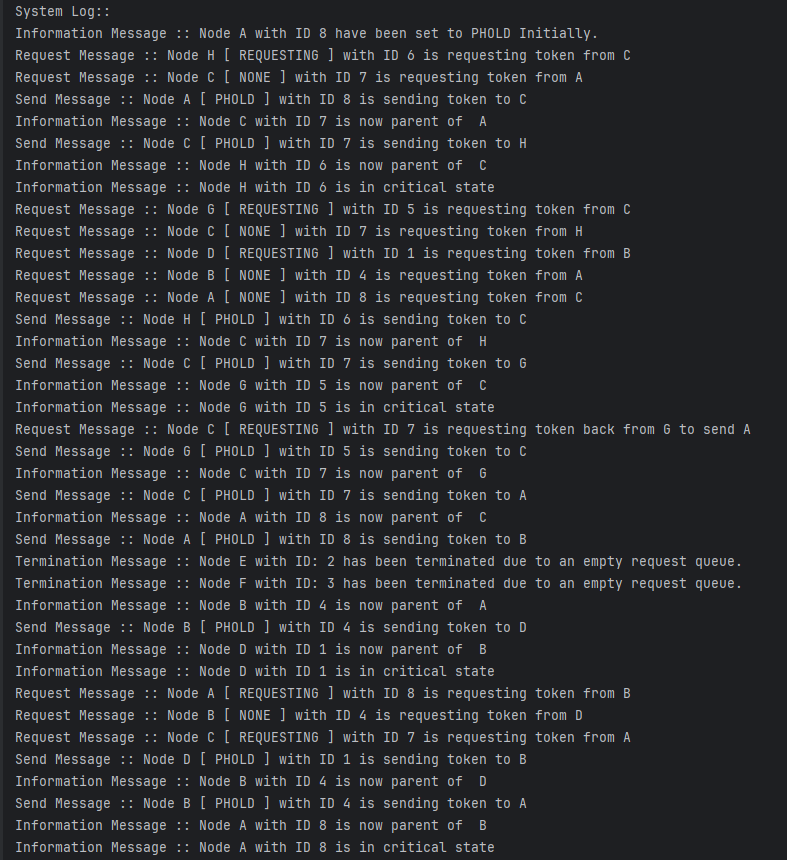 System Log::
Information Message :: Node A with ID 8 have been set to PHOLD Initially.
Request Message :: Node H [ REQUESTING ] with ID 6 is requesting token from C
Request Message :: Node C [ NONE ] with ID 7 is requesting token from A
Send Message :: Node A [ PHOLD ] with ID 8 is sending token to C
Information Message :: Node C with ID 7 is now parent of  A
Send Message :: Node C [ PHOLD ] with ID 7 is sending token to H
Information Message :: Node H with ID 6 is now parent of  C
Information Message :: Node H with ID 6 is in critical state
Request Message :: Node G [ REQUESTING ] with ID 5 is requesting token from C
Request Message :: Node C [ NONE ] with ID 7 is requesting token from H
Request Message :: Node D [ REQUESTING ] with ID 1 is requesting token from B
Request Message :: Node B [ NONE ] with ID 4 is requesting token from A
Request Message :: Node A [ NONE ] with ID 8 is requesting token from C
Send Message :: Node H [ PHOLD ] with ID 6 is sending token to C
Information Message :: Node C with ID 7 is now parent of  H
Send Message :: Node C [ PHOLD ] with ID 7 is sending token to G
Information Message :: Node G with ID 5 is now parent of  C
Information Message :: Node G with ID 5 is in critical state
Request Message :: Node C [ REQUESTING ] with ID 7 is requesting token back from G to send A
Send Message :: Node G [ PHOLD ] with ID 5 is sending token to C
Information Message :: Node C with ID 7 is now parent of  G
Send Message :: Node C [ PHOLD ] with ID 7 is sending token to A
Information Message :: Node A with ID 8 is now parent of  C
Send Message :: Node A [ PHOLD ] with ID 8 is sending token to B
Termination Message :: Node E with ID: 2 has been terminated due to an empty request queue.
Termination Message :: Node F with ID: 3 has been terminated due to an empty request queue.
Information Message :: Node B with ID 4 is now parent of  A
Send Message :: Node B [ PHOLD ] with ID 4 is sending token to D
Information Message :: Node D with ID 1 is now parent of  B
Information Message :: Node D with ID 1 is in critical state
Request Message :: Node A [ REQUESTING ] with ID 8 is requesting token from B
Request Message :: Node B [ NONE ] with ID 4 is requesting token from D
Request Message :: Node C [ REQUESTING ] with ID 7 is requesting token from A
Send Message :: Node D [ PHOLD ] with ID 1 is sending token to B
Information Message :: Node B with ID 4 is now parent of  D
Send Message :: Node B [ PHOLD ] with ID 4 is sending token to A
Information Message :: Node A with ID 8 is now parent of  B
Information Message :: Node A with ID 8 is in critical state